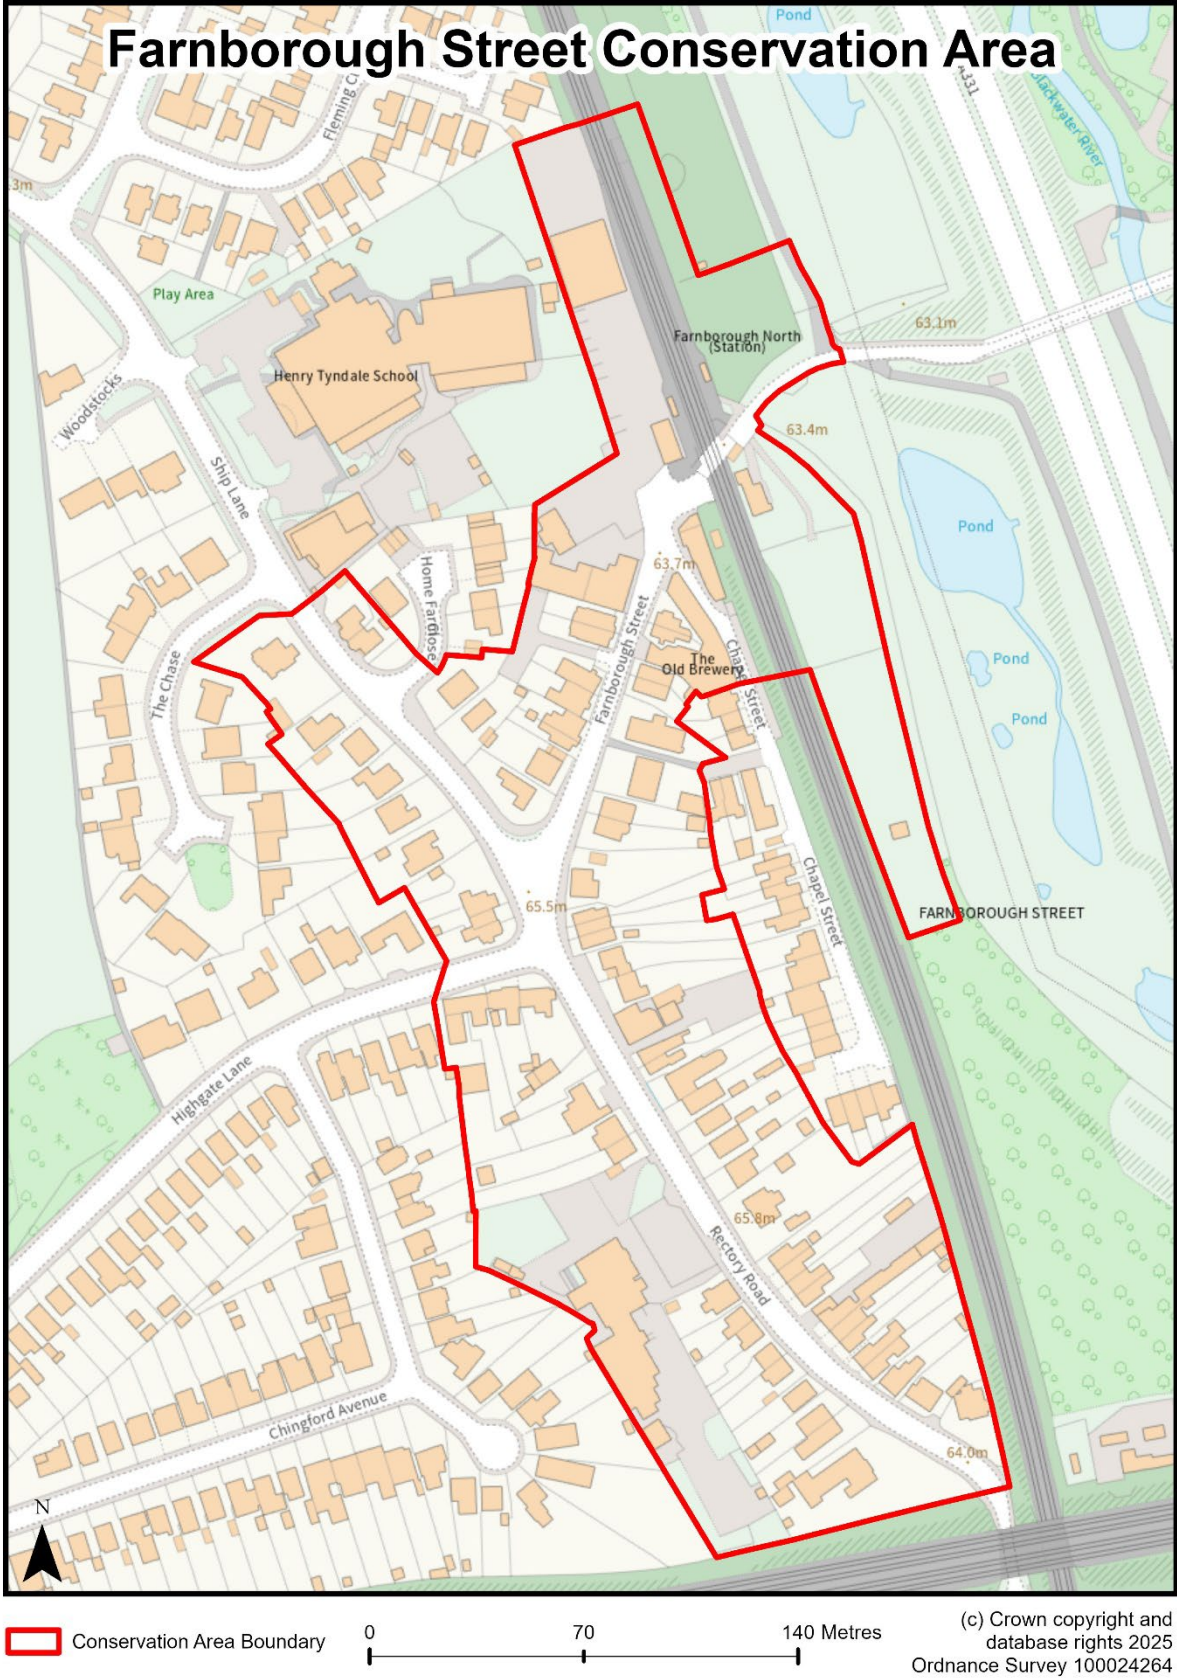 Farnborough Street Conservation Area
Pond
A331
Blackwater River
Fleming Cl
3m
Play Area
63.1m
Farnborough North
(Station)
Henry Tyndale School
Woodstocks
63.4m
Ship Lane
Pond
63.7m
Home Farm
Close
Farnborough Street
The
Old Brewery
Chapel Street
Pond
The Chase
Pond
Chapel Street
65.5m
FARNBOROUGH STREET
Highgate Lane
65.8m
Rectory Road
Chingford Avenue
64.0m
N
Conservation Area Boundary
0 70 140 Metres
(c) Crown copyright and
database rights 2025
Ordnance Survey 100024264